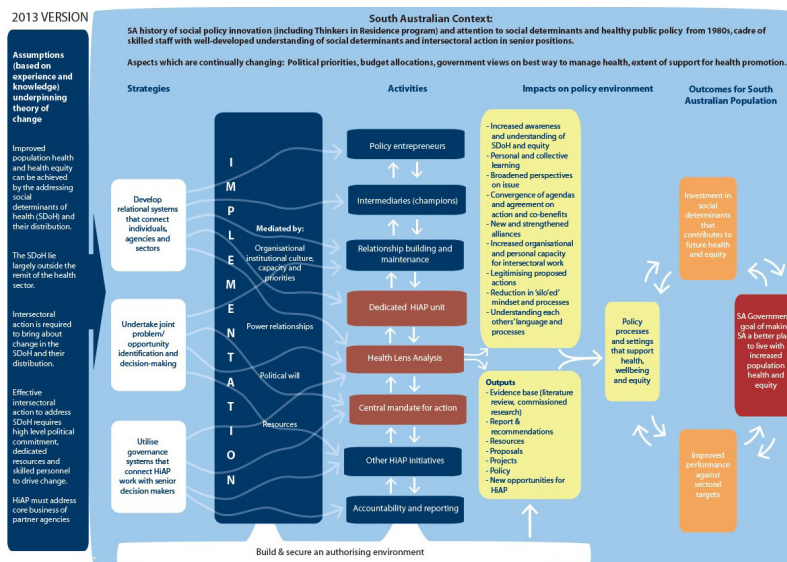 2013 VERSION
South Australian Context:
SA history of social policy innovation (including Thinkers in Residence program) and attention to social determinants and healthy public policy from 1980s, cadre of
skilled staff with well-developed understanding of social determinants and intersectoral action in senior positions.
Aspects which are continually changing: Political priorities, budget allocations, government views on best way to manage health, extent of support for health promotion.
Assumptions
(based on
experience and
knowledge)
underpinning
theory of
change
Improved
population health
and health equity
can be achieved
by the addressing
social
determinants of
health (SDoH) and
their distribution.
The SDoH lie
largely outside the
remit of the health
sector.
Intersectoral
action is required
to bring about
change in the
SDoH and their
distribution.
Effective
intersectoral
action to address
SDoH requires
high level political
commitment,
dedicated
resources and
skilled personnel
to drive change.
HiAP must address
core business of
partner agencies
Strategies
Develop
relational systems
that connect
individuals,
agencies and
sectors
Undertake joint
problem/
opportunity
identification and
decision-making
Utilise
governance
systems that
connect HiAP
work with senior
decision makers
IMPLEMENTATION
Mediated by:
Organisational
institutional culture,
capacity and
priorities
Power relationships
Political will
Resources
Activities
Policy entrepreneurs
Intermediaries (champions)
Relationship building and
maintenance
Dedicated HiAP unit
Health Lens Analysis
Central mandate for action
Other HiAP initiatives
Accountability and reporting
Build & secure an authorising environment
Impacts on policy environment
- Increased awareness
and understanding of
SDoH and equity
- Personal and collective
learning
- Broadened perspectives
on issue
- Convergence of agendas
and agreement on
action and co-benefits
- New and strengthened
alliances
- Increased organisational
and personal capacity
for intersectoral work
- Legitimising proposed
actions
- Reduction in 'silo'ed'
mindset and processes
- Understanding each
others' language and
processes
Outputs
- Evidence base (literature
review, commissioned
research)
- Report &
recommendations
- Resources
- Proposals
- Projects
- Policy
- New opportunities for
HiAP
Policy
processes
and settings
that support
health,
wellbeing
and equity
Outcomes for South
Australian Population
Investment in
social
determinants
that
contributes to
future health
and equity
Improved
performance
against
sectoral
targets
SA Government
goal of making
SA a better place
to live with
increased
population
health and
equity